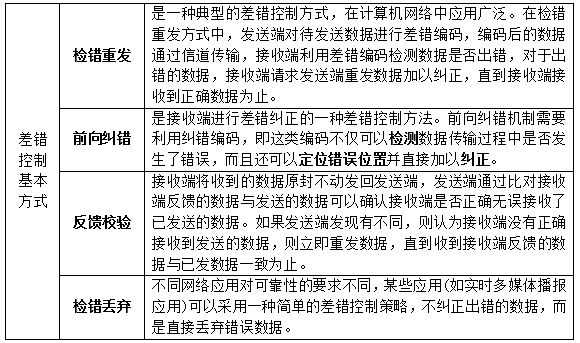 差错
控制
基本
方式
检错重发
是一种典型的差错控制方式，在计算机网络中应用广泛。在检错
重发方式中，发送端对待发送数据进行差错编码，编码后的数据
通过信道传输，接收端利用差错编码检测数据是否出错，对于出
错的数据，接收端请求发送端重发数据加以纠正，直到接收端接
收到正确数据为止。
前向纠错
是接收端进行差错纠正的一种差错控制方法。前向纠错机制需要
利用纠错编码，即这类编码不仅可以检测数据传输过程中是否发
生了错误，而且还可以定位错误位置并直接加以纠正。
反馈校验
接收端将收到的数据原封不动发回发送端，发送端通过比对接收
端反馈的数据与发送的数据可以确认接收端是否正确无误接收了
已发送的数据。如果发送端发现有不同，则认为接收端没有正确
接收到发送的数据，则立即重发数据，直到收到接收端反馈的数
据与已发数据一致为止。
检错丢弃
不同网络应用对可靠性的要求不同，某些应用(如实时多媒体播报
应用)可以采用一种简单的差错控制策略，不纠正出错的数据，而
是直接丢弃错误数据。